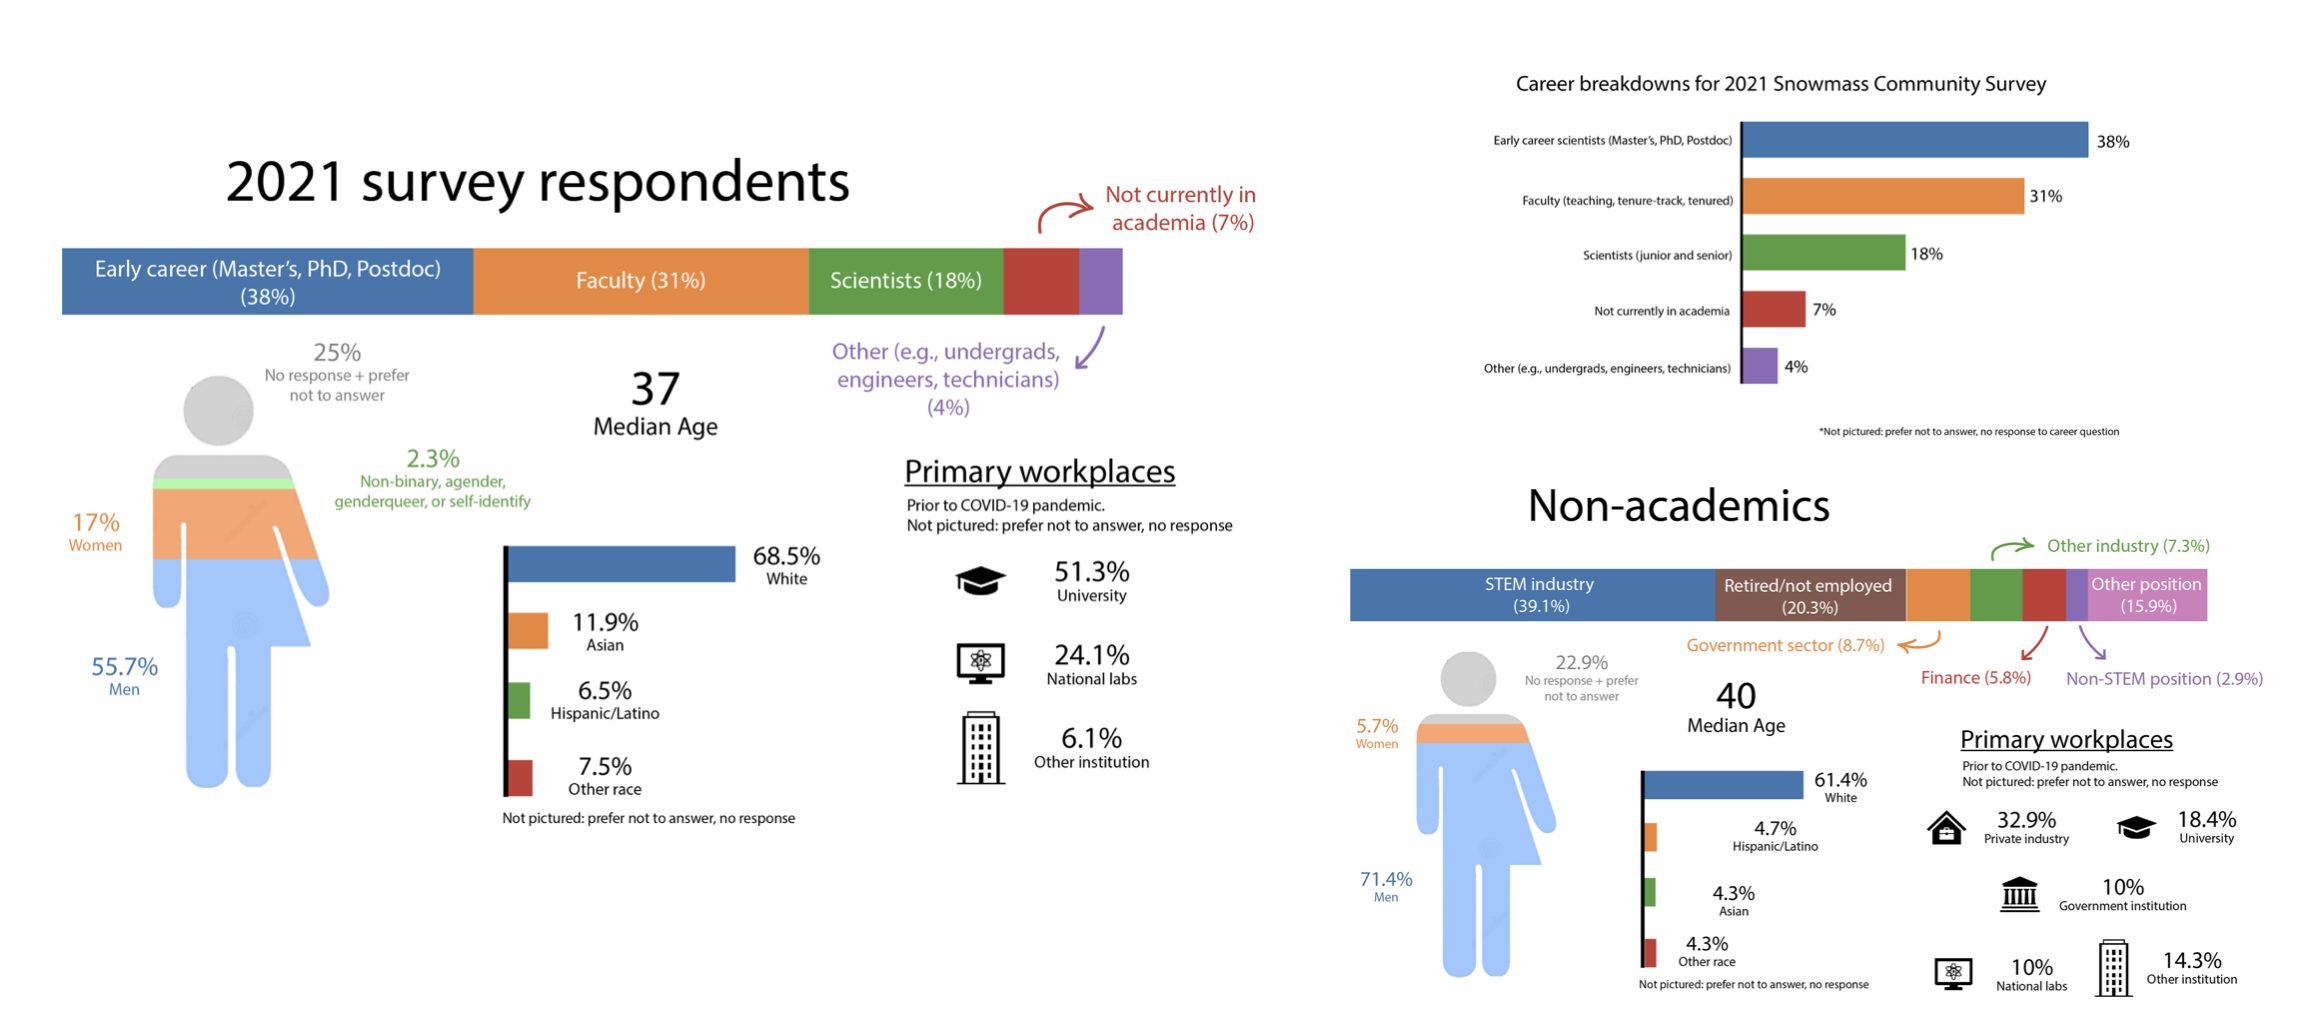 2021 survey respondents
Not currently in
academia (7%)
Early career (Master's, PhD, Postdoc)
(38%)
Faculty (31%)
Scientists (18%)
Other (e.g., undergrads,
engineers, technicians)
(4%)
25%
No response + prefer
not to answer
2.3%
Non-binary, agender,
genderqueer, or self-identify
17%
Women
55.7%
Men
37
Median Age
68.5%
White
11.9%
Asian
6.5%
Hispanic/Latino
7.5%
Other race
Not pictured: prefer not to answer, no response
Primary workplaces
Prior to COVID-19 pandemic.
Not pictured: prefer not to answer, no response
51.3%
University
24.1%
National labs
6.1%
Other institution
Career breakdowns for 2021 Snowmass Community Survey
Early career scientists (Master's, PhD, Postdoc)
38%
Faculty (teaching, tenure-track, tenured)
31%
Scientists (junior and senior)
18%
Not currently in academia
7%
Other (e.g., undergrads, engineers, technicians)
4%
*Not pictured: prefer not to answer, no response to career question
Non-academics
Other industry (7.3%)
STEM industry
(39.1%)
Retired/not employed
(20.3%)
Other position
(15.9%)
Government sector (8.7%)
Finance (5.8%)
Non-STEM position (2.9%)
22.9%
No response + prefer
not to answer
5.7%
Women
71.4%
Men
40
Median Age
61.4%
White
4.7%
Hispanic/Latino
4.3%
Asian
4.3%
Other race
Not pictured: prefer not to answer, no response
Primary workplaces
Prior to COVID-19 pandemic.
Not pictured: prefer not to answer, no response
32.9%
Private industry
18.4%
University
10%
Government institution
10%
National labs
14.3%
Other institution